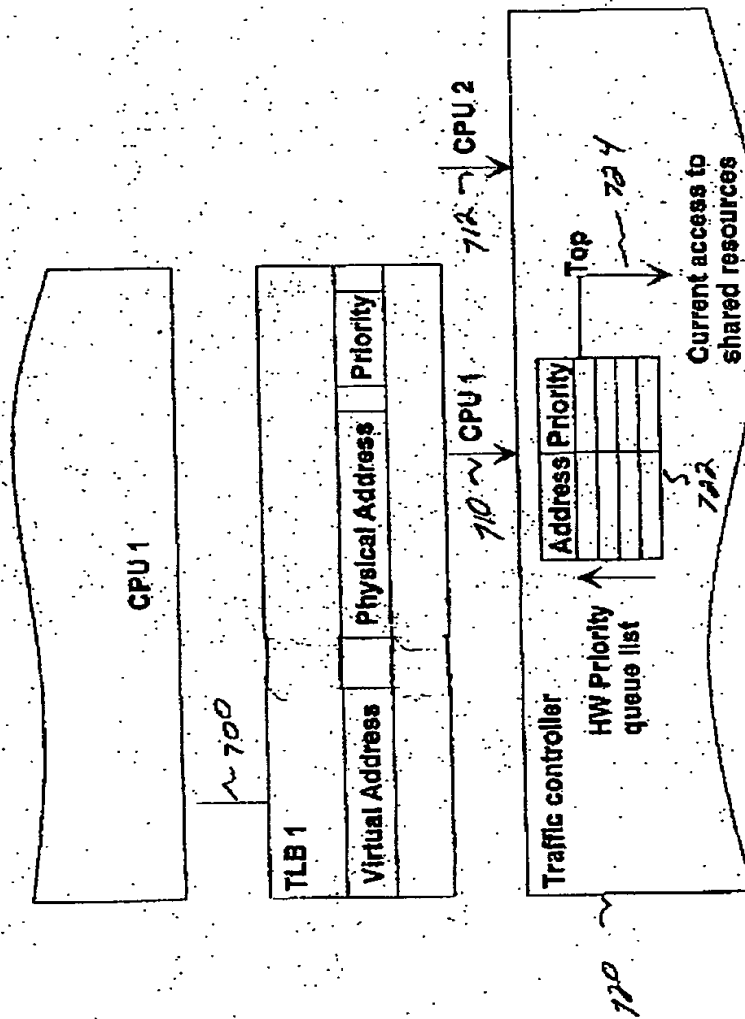 CPU 1
~ 700
TLB 1
Virtual Address Physical Address Priority
710 ~ CPU 1
712 ~ CPU 2
720 ~
Traffic controller
HW Priority
queue list
Address Priority
722
Top
~ 724
Current access to
shared resources